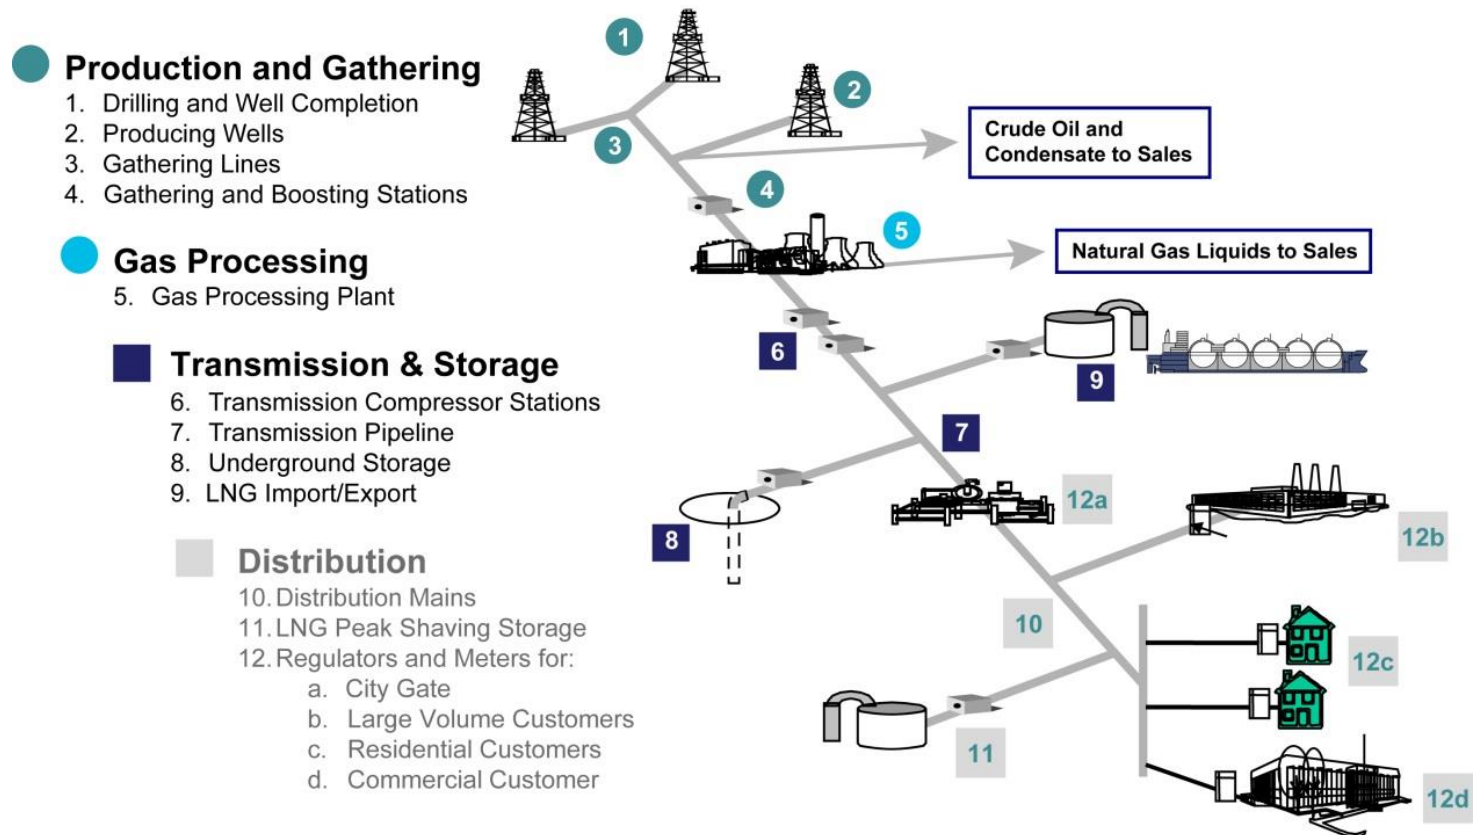 Production and Gathering
1. Drilling and Well Completion
2. Producing Wells
3. Gathering Lines
4. Gathering and Boosting Stations
Gas Processing
5. Gas Processing Plant
Transmission & Storage
6. Transmission Compressor Stations
7. Transmission Pipeline
8. Underground Storage
9. LNG Import/Export
Distribution
10. Distribution Mains
11. LNG Peak Shaving Storage
12. Regulators and Meters for:
a. City Gate
b. Large Volume Customers
c. Residential Customers
d. Commercial Customer
1
2
3
Crude Oil and
Condensate to Sales
4
5
Natural Gas Liquids to Sales
6
9
7
8
12a
12b
10
12c
11
12d